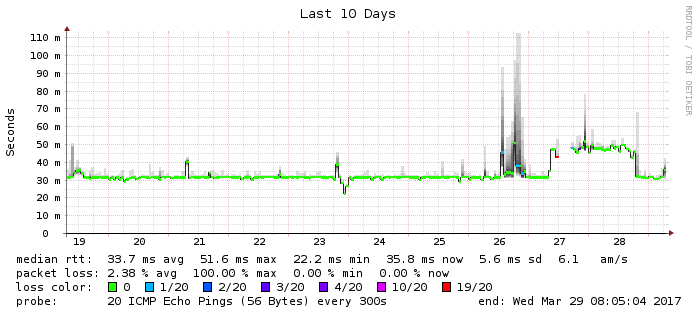 Last 10 Days
RRDTOOL / TOBI OETIKER
Seconds
110 m
100 m
90 m
80 m
70 m
60 m
50 m
40 m
30 m
20 m
10 m
0
19 20 21 22 23 24 25 26 27 28
median rtt: 33.7 ms avg 51.6 ms max 22.2 ms min 35.8 ms now 5.6 ms sd 6.1 am/s
packet loss: 2.38 % avg 100.00 % max 0.00 % min 0.00 % now
loss color: 0 1/20 2/20 3/20 4/20 10/20 19/20
probe: 20 ICMP Echo Pings (56 Bytes) every 300s end: Wed Mar 29 08:05:04 2017